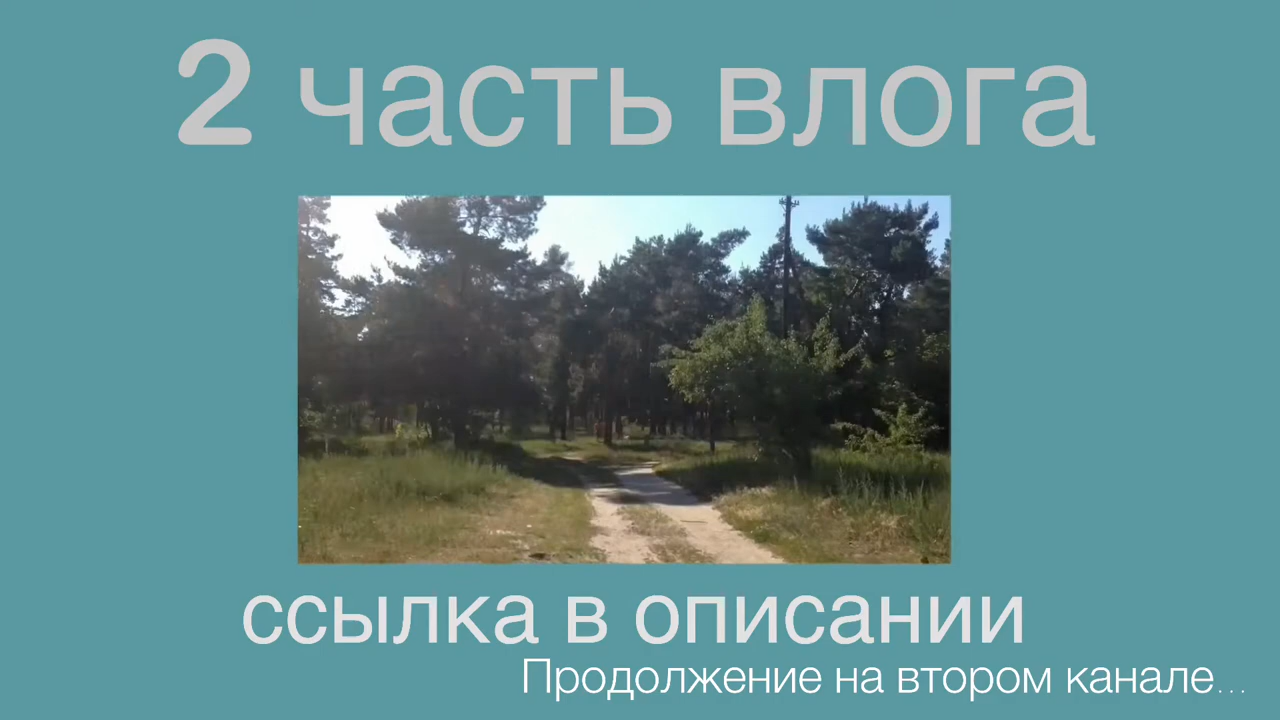 2 часть влога
ссылка в описании
Продолжение на втором канале...